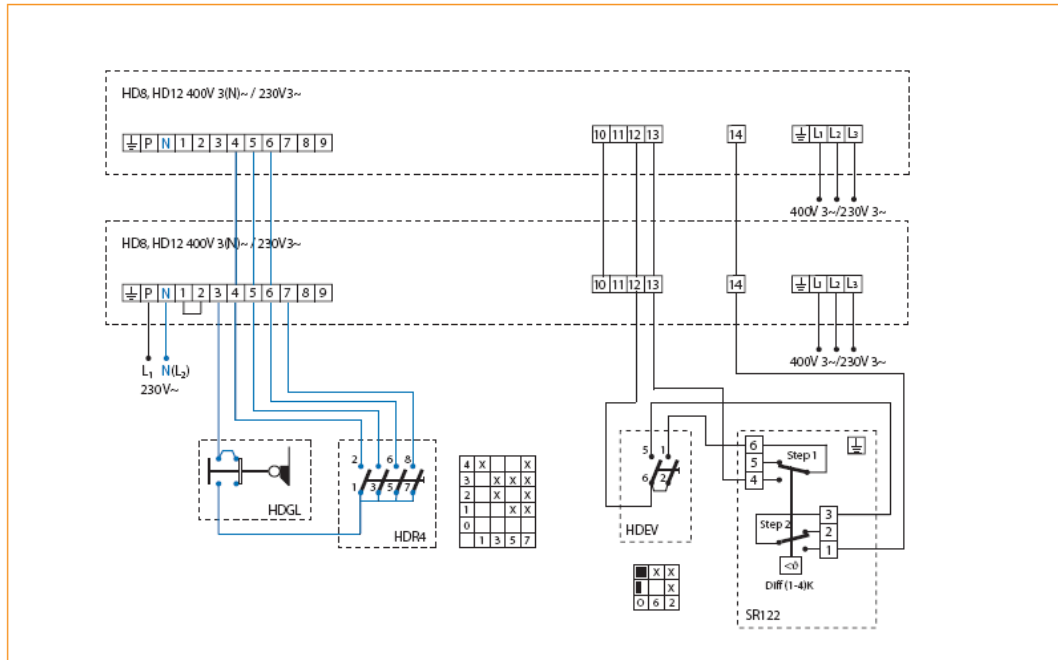 HD8, HD12 400V 3(N)~ / 230V3~
⏚ P N 1 2 3 4 5 6 7 8 9
10 11 12 13
14
⏚ L1 L2 L3
400V 3~/230V 3~
HD8, HD12 400V 3(N)~ / 230V3~
⏚ P N 1 2 3 4 5 6 7 8 9
10 11 12 13
14
⏚ L1 L2 L3
400V 3~/230V 3~
L1 N(L2)
230V~
HDGL
2 6 8
1 3 5 7
HDR4
4 X X
3 X X X
2 X X
1 X X
0
1 3 5 7
5 1
6 2
HDEV
X X
X
0 6 2
6
5
4
Step 1
3
2
1
Step 2
<ϑ
Diff (1-4)K
SR122